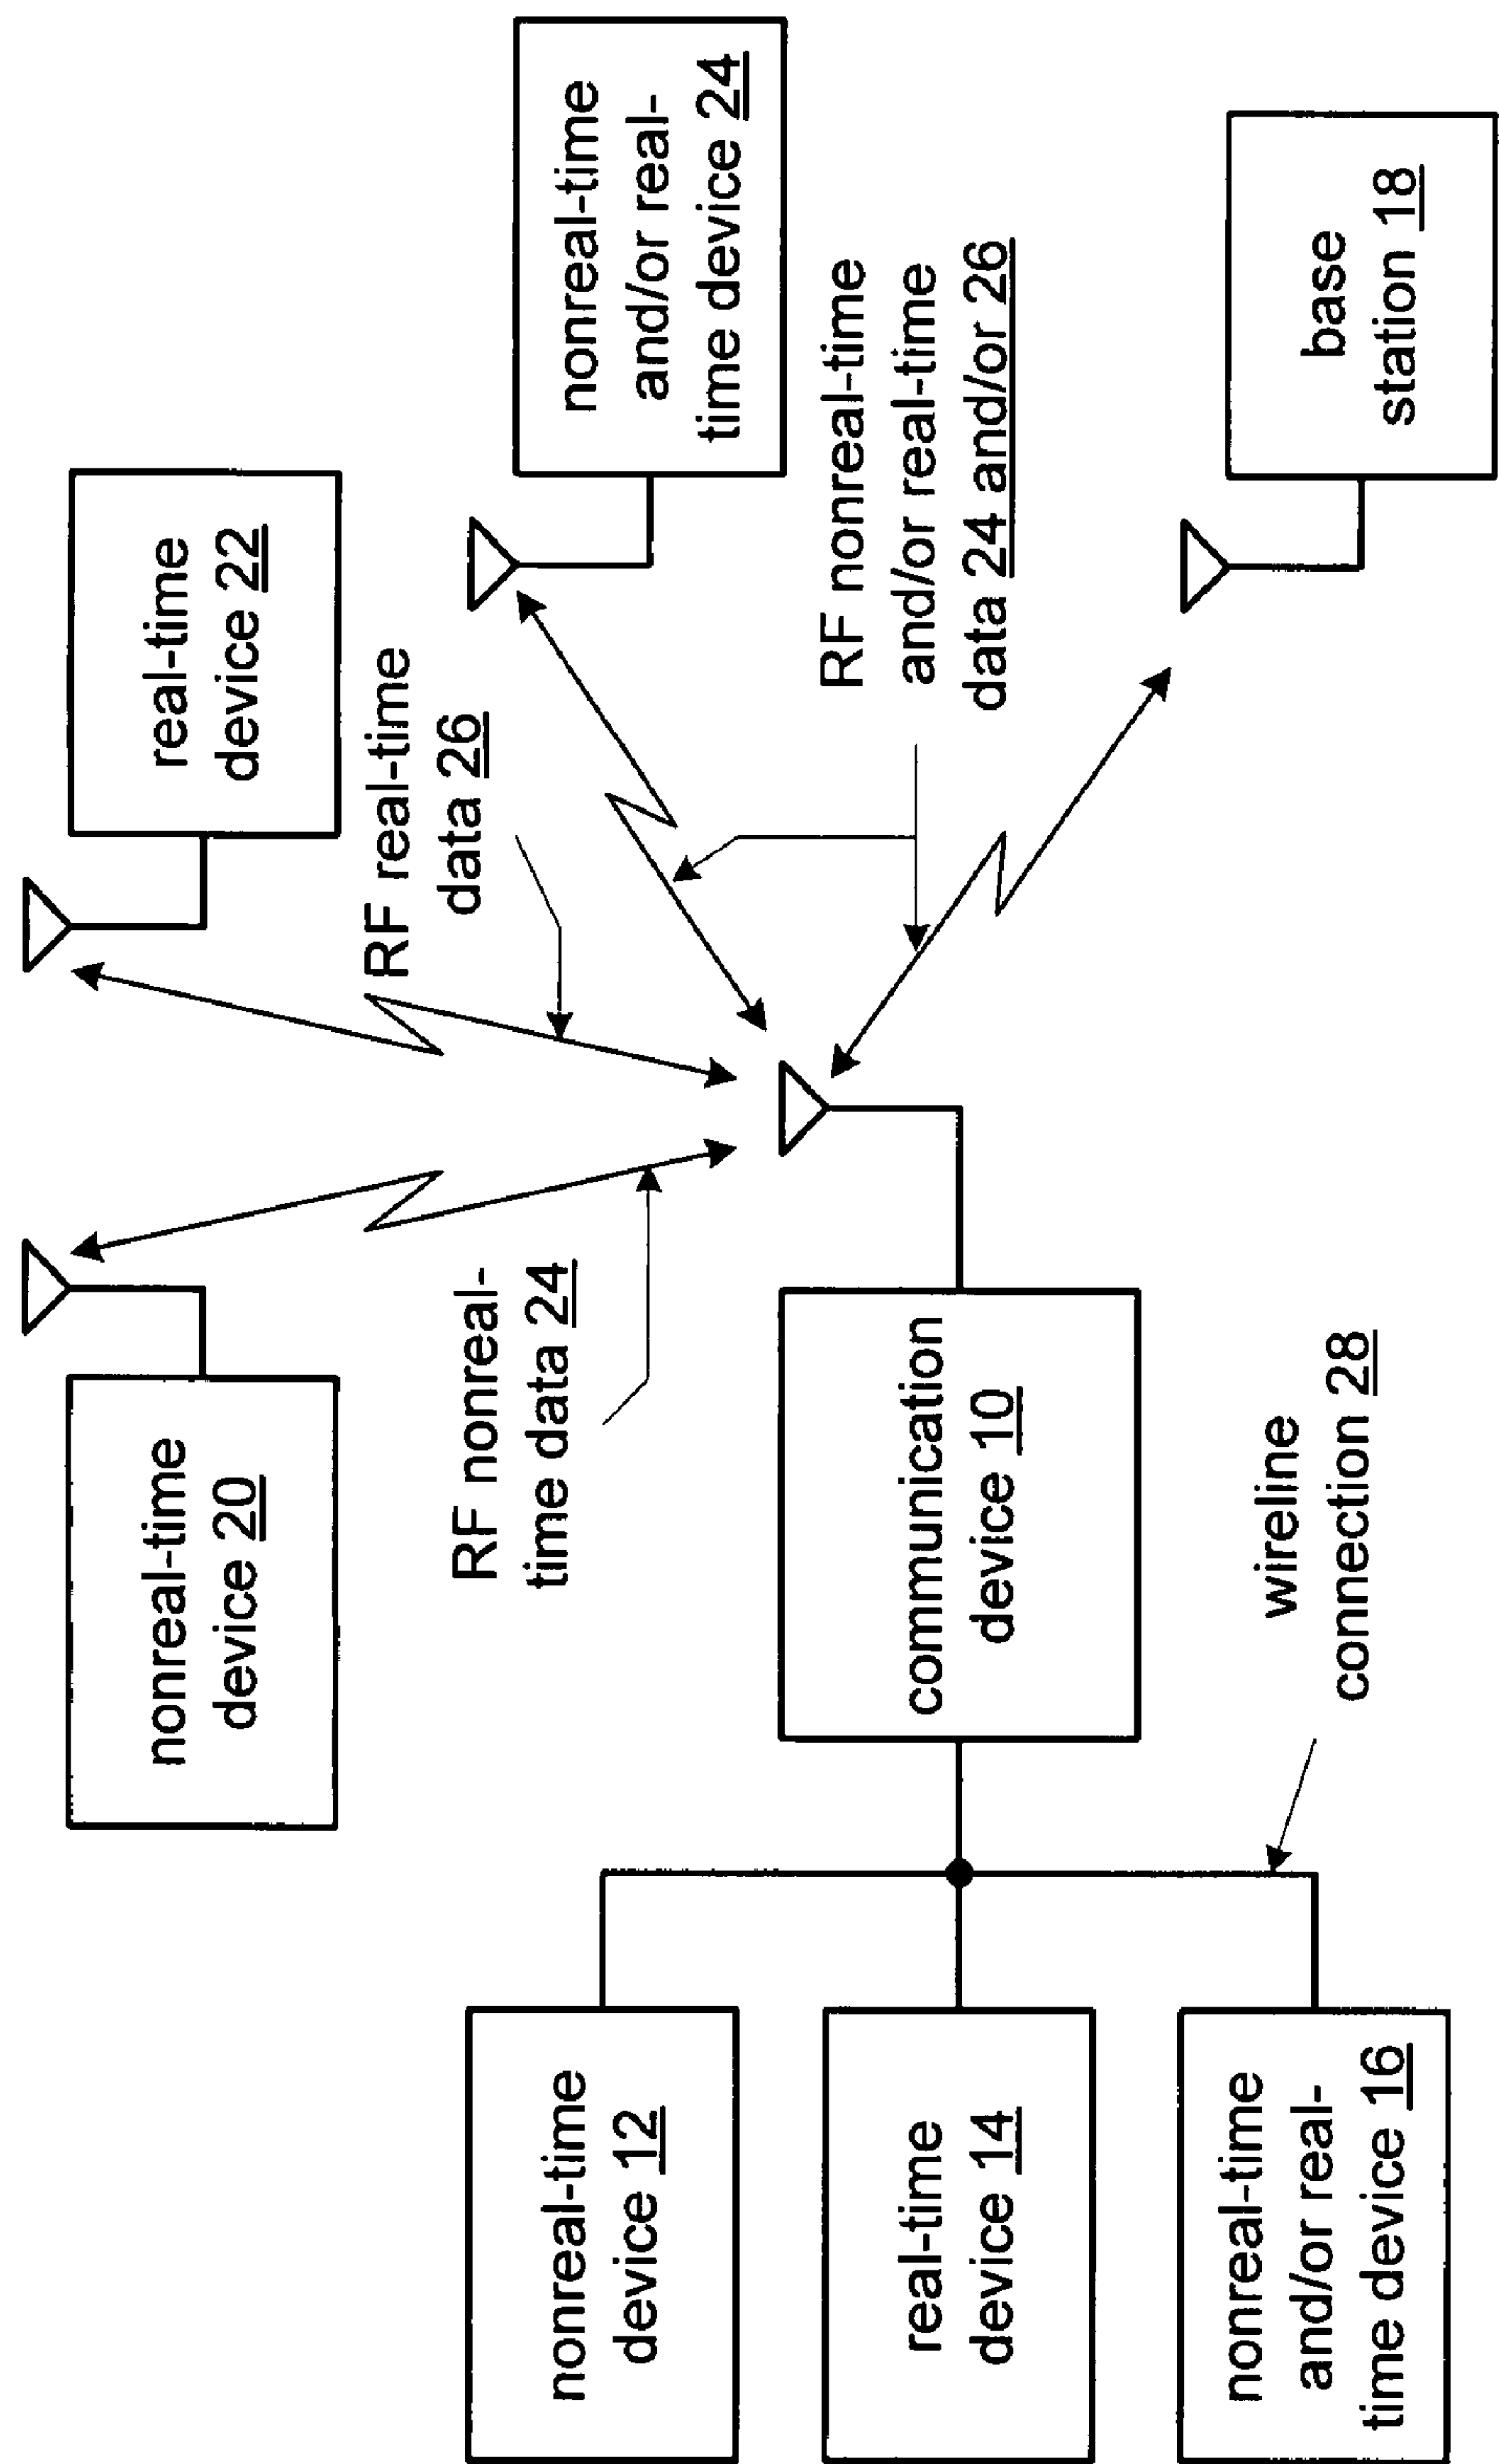 nonreal-time
device 20
real-time
device 22
RF real-time
data 26
nonreal-time
and/or real-
time device 24
RF nonreal-
time data 24
RF nonreal-time
and/or real-time
data 24 and/or 26
nonreal-time
device 12
real-time
device 14
nonreal-time
and/or real-
time device 16
communication
device 10
wireline
connection 28
base
station 18